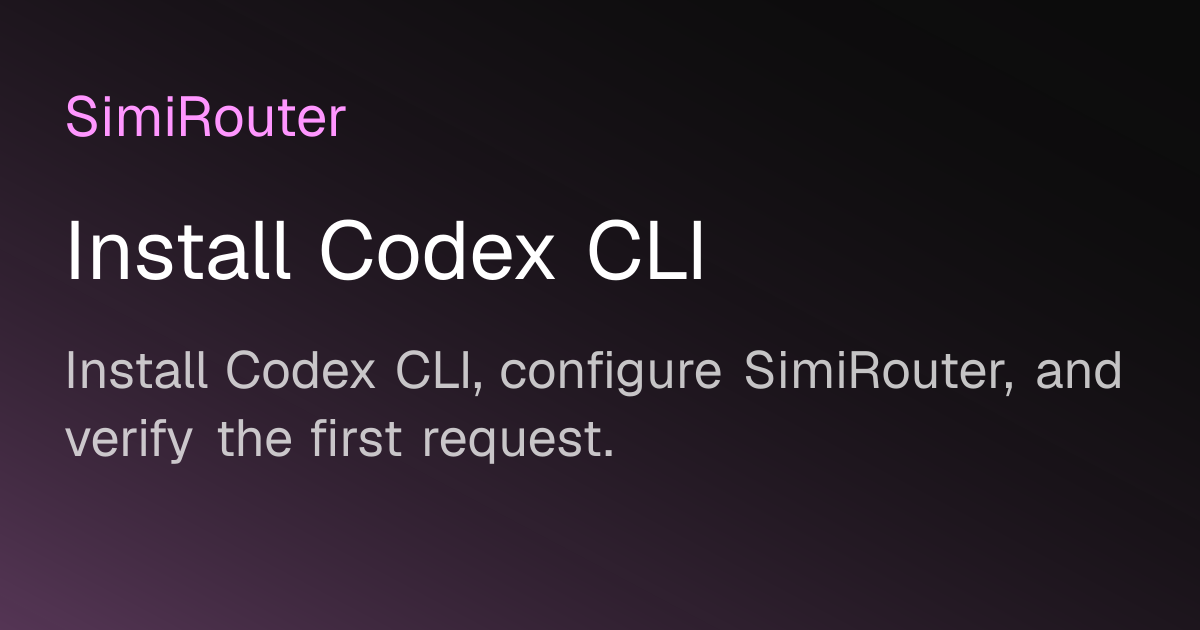 SimiRouter
Install Codex CLI
Install Codex CLI, configure SimiRouter, and
verify the first request.